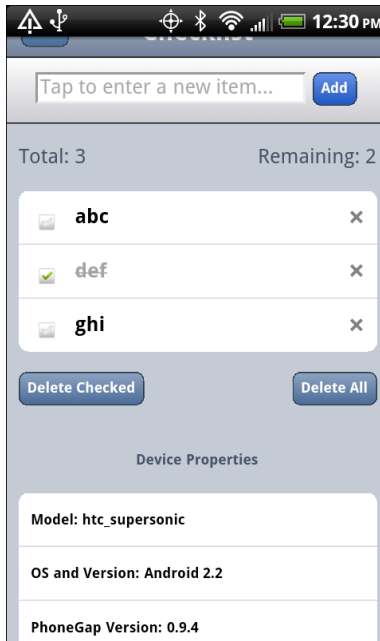 12:30 PM
Checklist
Tap to enter a new item...
Add
Total: 3
Remaining: 2
abc
def
ghi
Delete Checked
Delete All
Device Properties
Model: htc_supersonic
OS and Version: Android 2.2
PhoneGap Version: 0.9.4